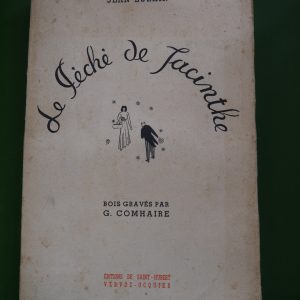 Le Péché de Jacinthe
BOIS GRAVÉS PAR
G. COMHAIRE
ÉDITIONS DE SAINT-HUBERT